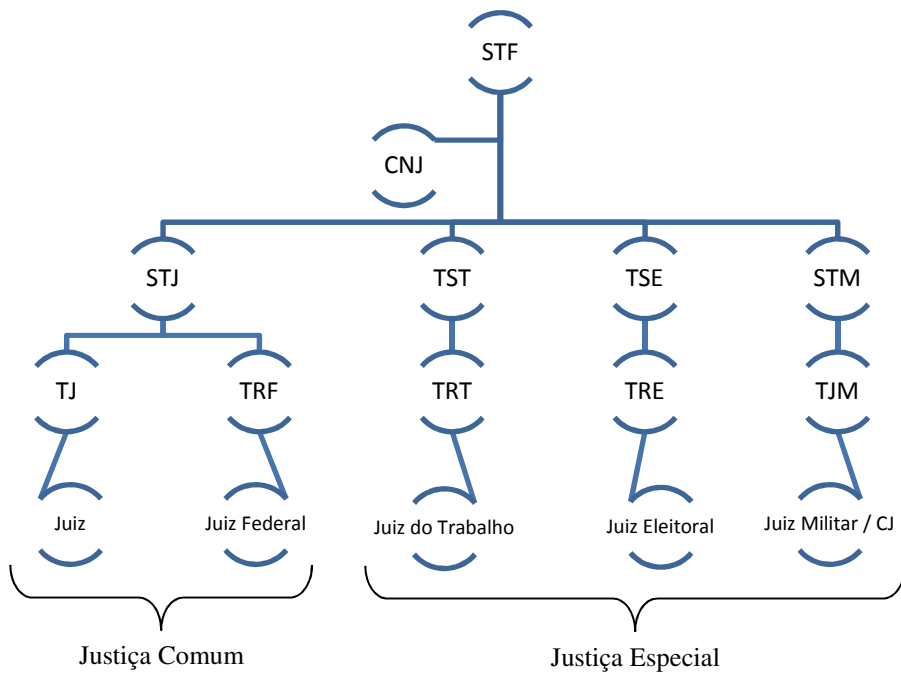 STF
CNJ
STJ
TST
TSE
STM
TJ
TRF
TRT
TRE
TJM
Juiz
Juiz Federal
Juiz do Trabalho
Juiz Eleitoral
Juiz Militar / CJ
Justiça Comum
Justiça Especial